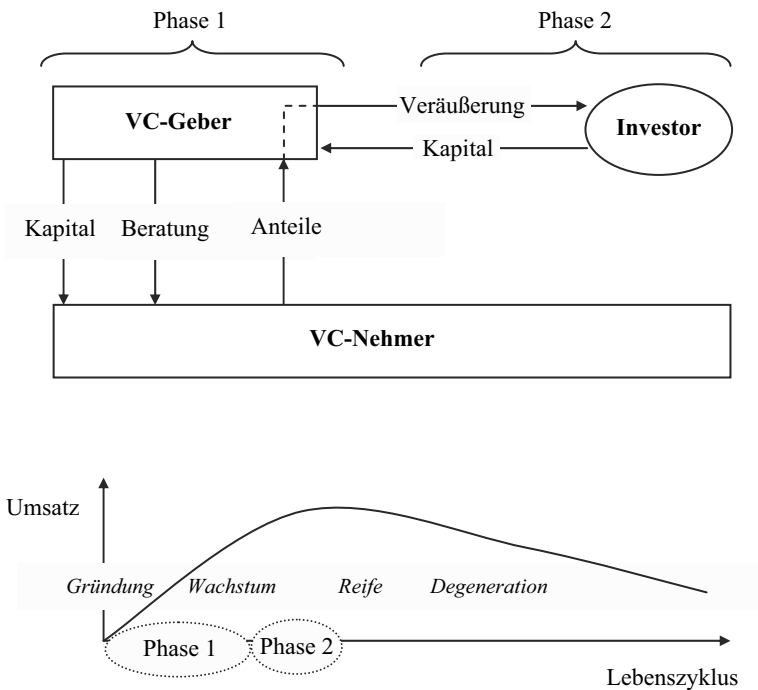 Phase 1 Phase 2
VC-Geber Veräußerung Investor
Kapital
Kapital Beratung Anteile
VC-Nehmer
Umsatz
Gründung Wachstum Reife Degeneration
Phase 1 Phase 2
Lebenszyklus